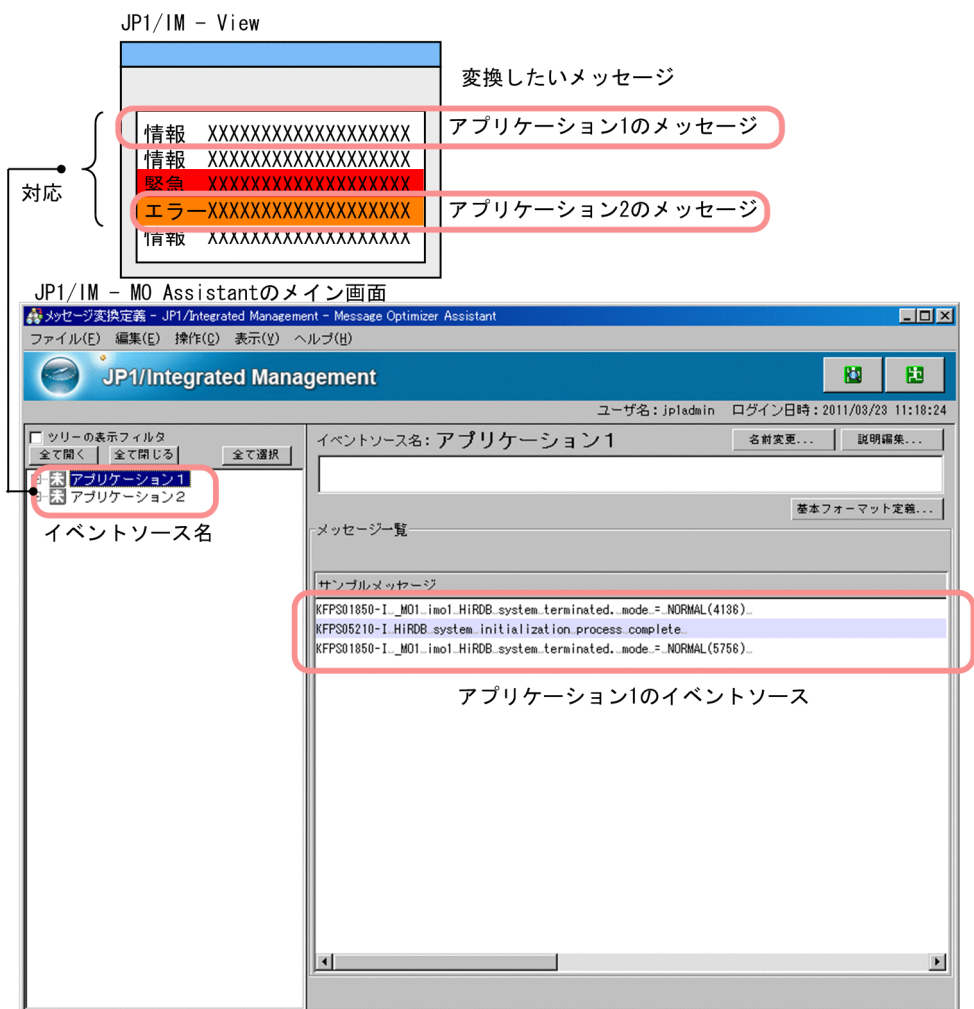 JP1/IM - View
変換したいメッセージ
情報 XXXXXXXXXXXXXXXXXXX アプリケーション1のメッセージ
情報 XXXXXXXXXXXXXXXXXXX
緊急 XXXXXXXXXXXXXXXXXXX
対応
エラーXXXXXXXXXXXXXXXXXXX アプリケーション2のメッセージ
情報 XXXXXXXXXXXXXXXXXXX
JP1/IM - MO Assistantのメイン画面
メッセージ変換定義 - JP1/Integrated Management - Message Optimizer Assistant
ファイル(F) 編集(E) 操作(C) 表示(V) ヘルプ(H)
JP1/Integrated Management
ユーザ名：jp1admin ログイン日時：2011/03/23 11:18:24
ツリーの表示フィルタ
全て開く 全て閉じる 全て選択
イベントソース名：アプリケーション１ 名前変更... 説明編集...
未 アプリケーション１
未 アプリケーション２
基本フォーマット定義...
イベントソース名
メッセージ一覧
サンプルメッセージ
KFPS01850-I _MO1 imo1 HiRDB system terminated. mode = NORMAL(4136)
KFPS05210-I HiRDB system initialization process complete
KFPS01850-I _MO1 imo1 HiRDB system terminated. mode = NORMAL(5756)
アプリケーション1のイベントソース